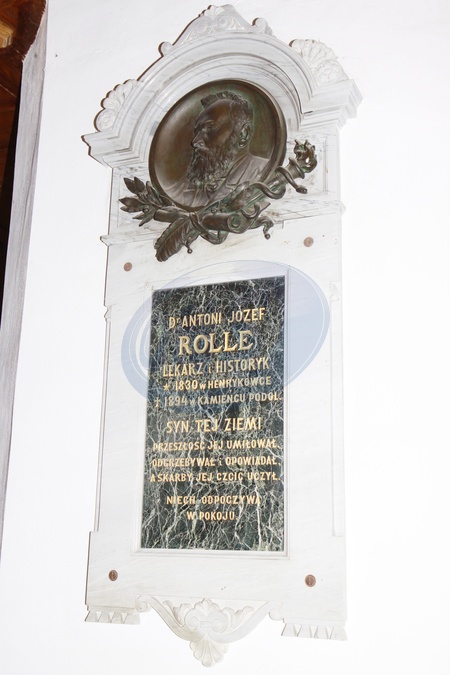 Dr ANTONI JÓZEF
ROLLE
LEKARZ i HISTORYK
* 1830 w HENRYKÓWCE
† 1894 w KAMIEŃCU PODOL.
SYN TEJ ZIEMI
PRZESZŁOŚĆ JEJ UMIŁOWAŁ,
ODGRZEBYWAŁ i OPOWIADAŁ,
A SKARBY JEJ CZCIĆ UCZYŁ.
NIECH ODPOCZYWA
W POKOJU.